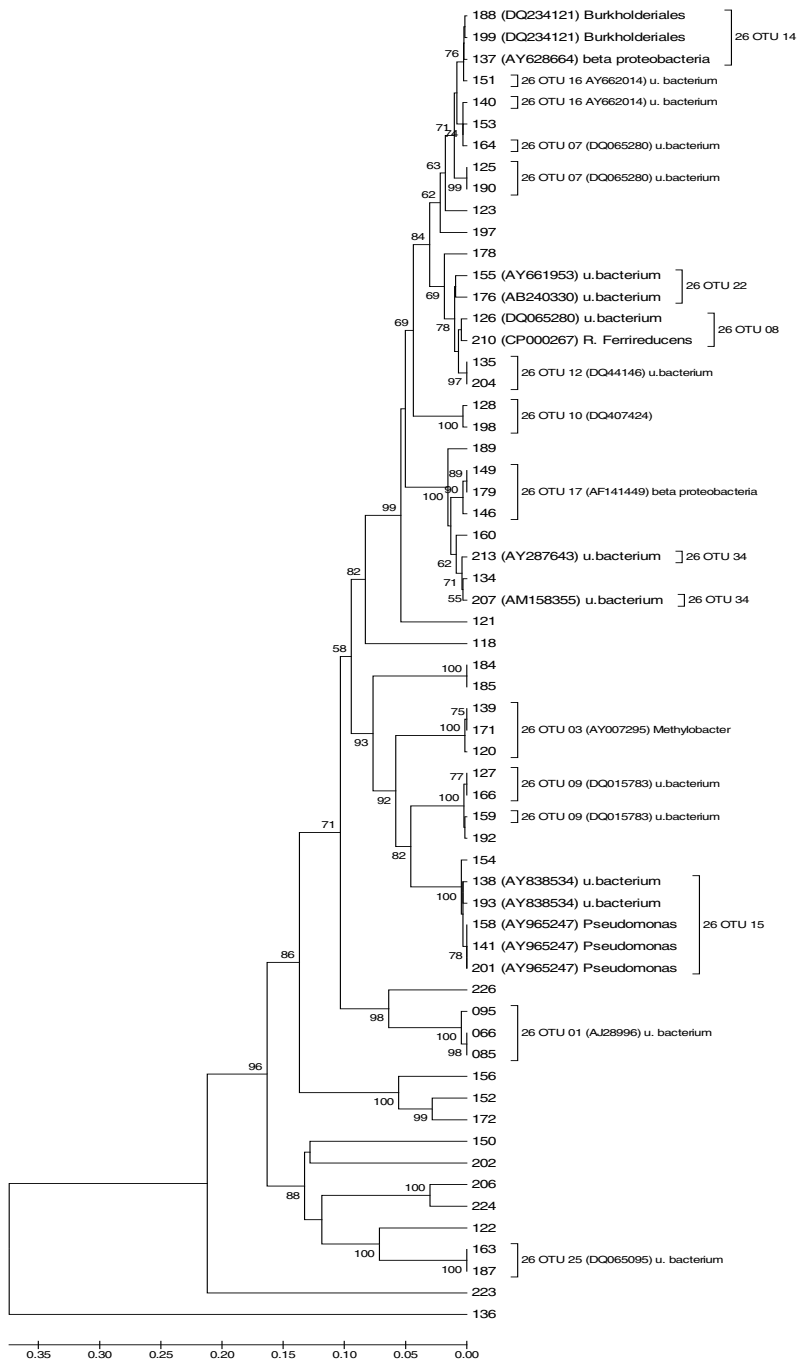 188 (DQ234121) Burkholderiales
199 (DQ234121) Burkholderiales
26 OTU 14
76
137 (AY628664) beta proteobacteria
151
26 OTU 16 AY662014) u. bacterium
140
26 OTU 16 AY662014) u. bacterium
153
71
74
164
26 OTU 07 (DQ065280) u.bacterium
125
63
26 OTU 07 (DQ065280) u.bacterium
99
190
62
123
197
84
178
155 (AY661953) u.bacterium
26 OTU 22
69
176 (AB240330) u.bacterium
126 (DQ065280) u.bacterium
78
26 OTU 08
69
210 (CP000267) R. Ferrireducens
135
26 OTU 12 (DQ44146) u.bacterium
97
204
128
26 OTU 10 (DQ407424)
100
198
189
149
89
179
26 OTU 17 (AF141449) beta proteobacteria
90
100
146
99
160
213 (AY287643) u.bacterium
26 OTU 34
62
134
82
71
207 (AM158355) u.bacterium
26 OTU 34
55
121
118
58
184
100
185
139
75
171
26 OTU 03 (AY007295) Methylobacter
100
93
120
127
77
26 OTU 09 (DQ015783) u.bacterium
166
92
100
159
26 OTU 09 (DQ015783) u.bacterium
71
192
82
154
138 (AY838534) u.bacterium
100
193 (AY838534) u.bacterium
158 (AY965247) Pseudomonas
26 OTU 15
141 (AY965247) Pseudomonas
78
86
201 (AY965247) Pseudomonas
226
095
98
066
26 OTU 01 (AJ28996) u. bacterium
100
085
98
96
156
152
100
172
99
150
202
206
100
88
224
122
163
100
26 OTU 25 (DQ065095) u. bacterium
187
100
223
136
0.35 0.30 0.25 0.20 0.15 0.10 0.05 0.00